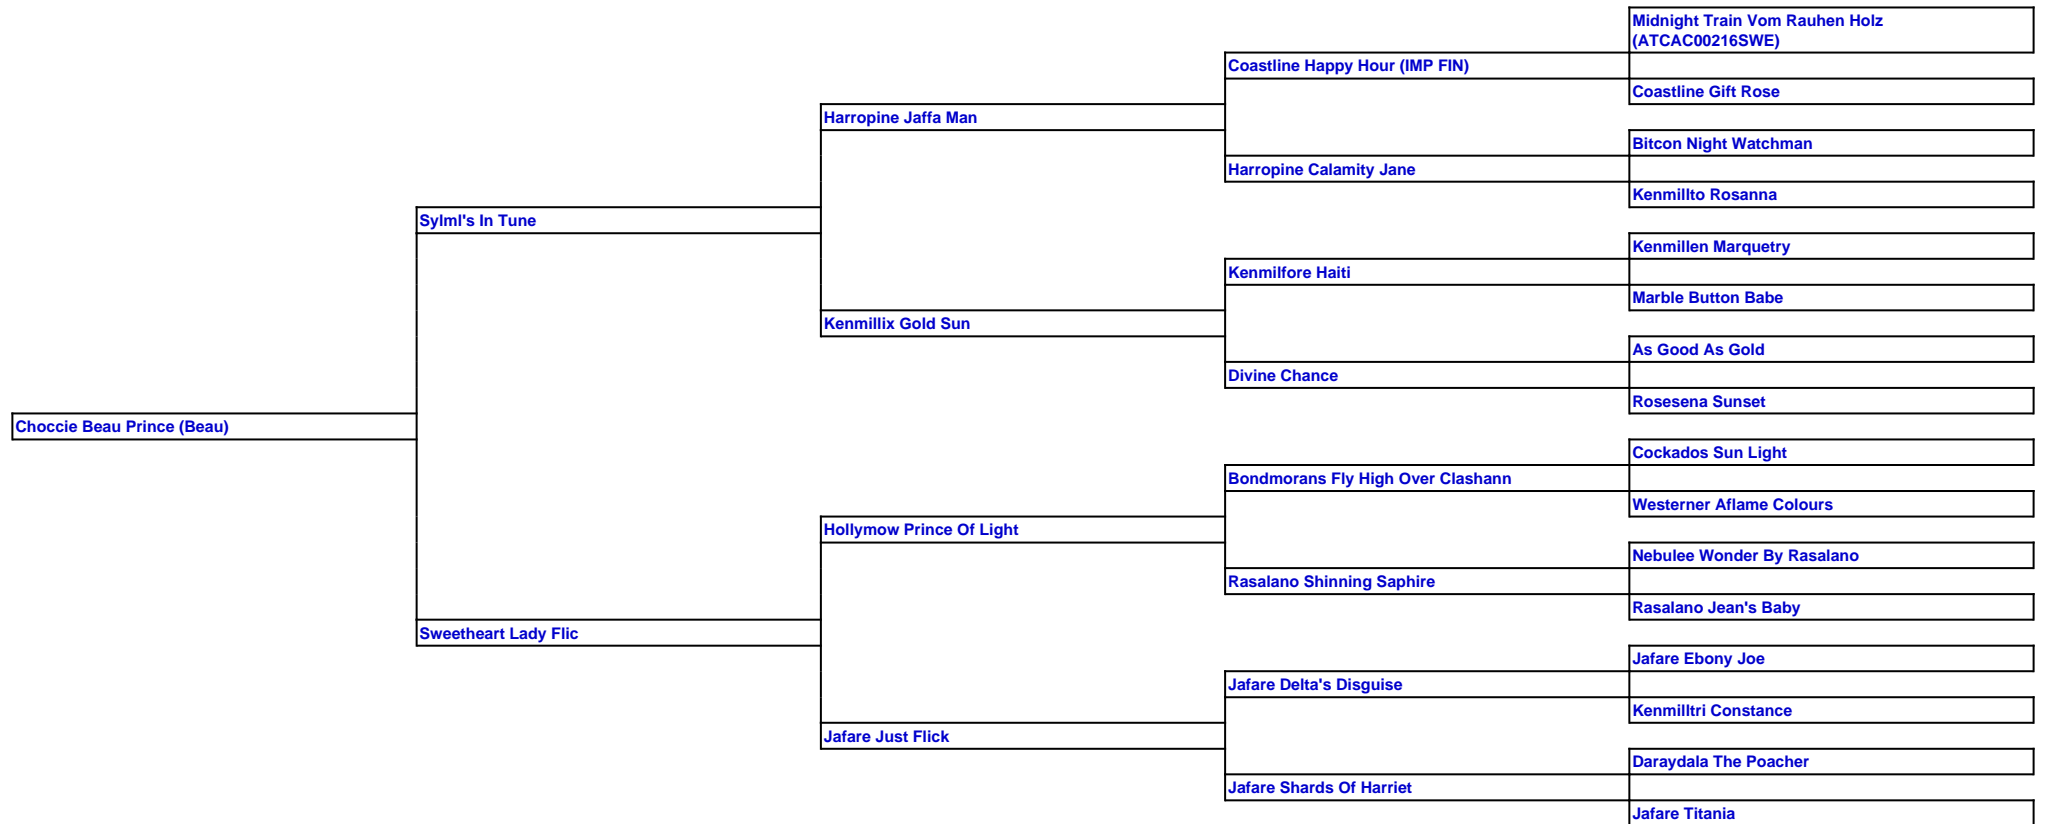 Midnight Train Vom Rauhen Holz
(ATCAC00216SWE)
Coastline Happy Hour (IMP FIN)
Coastline Gift Rose
Harropine Jaffa Man
Bitcon Night Watchman
Harropine Calamity Jane
Kenmillto Rosanna
Sylml's In Tune
Kenmillen Marquetry
Kenmilfore Haiti
Marble Button Babe
Kenmillix Gold Sun
As Good As Gold
Divine Chance
Rosesena Sunset
Choccie Beau Prince (Beau)
Cockados Sun Light
Bondmorans Fly High Over Clashann
Westerner Aflame Colours
Hollymow Prince Of Light
Nebulee Wonder By Rasalano
Rasalano Shinning Saphire
Rasalano Jean's Baby
Sweetheart Lady Flic
Jafare Ebony Joe
Jafare Delta's Disguise
Kenmilltri Constance
Jafare Just Flick
Daraydala The Poacher
Jafare Shards Of Harriet
Jafare Titania